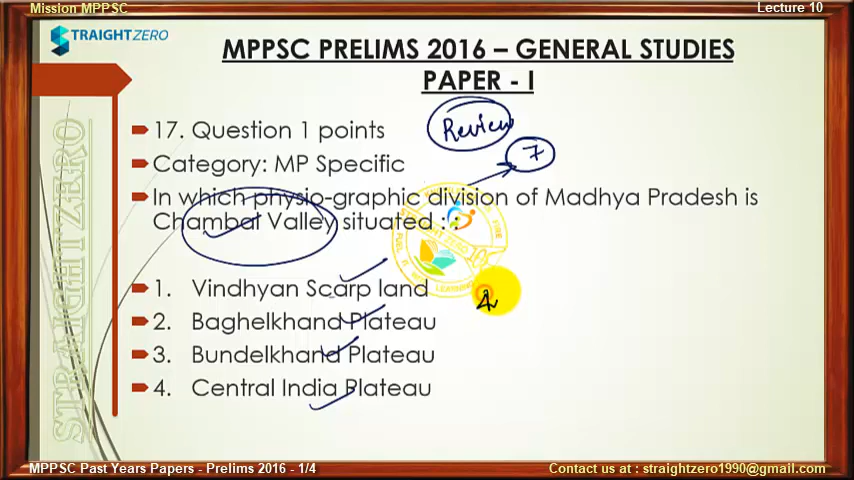 Mission MPPSC
Lecture 10
STRAIGHTZERO
MPPSC PRELIMS 2016 – GENERAL STUDIES
PAPER - I
17. Question 1 points
Review
7
Category: MP Specific
In which physio-graphic division of Madhya Pradesh is
Chambal Valley situated : :
1. Vindhyan Scarp land
2. Baghelkhand Plateau
3. Bundelkhand Plateau
4. Central India Plateau
STRAIGHTZERO
MPPSC Past Years Papers - Prelims 2016 - 1/4
Contact us at : straightzero1990@gmail.com